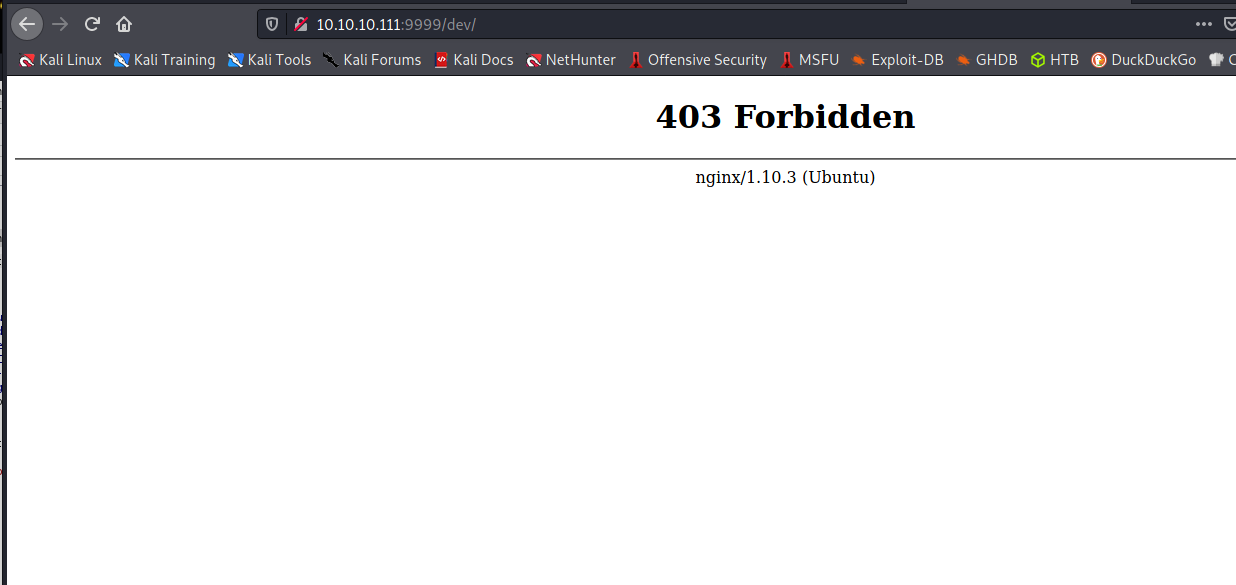 10.10.10.111:9999/dev/
Kali Linux Kali Training Kali Tools Kali Forums Kali Docs NetHunter Offensive Security MSFU Exploit-DB GHDB HTB DuckDuckGo
403 Forbidden
nginx/1.10.3 (Ubuntu)